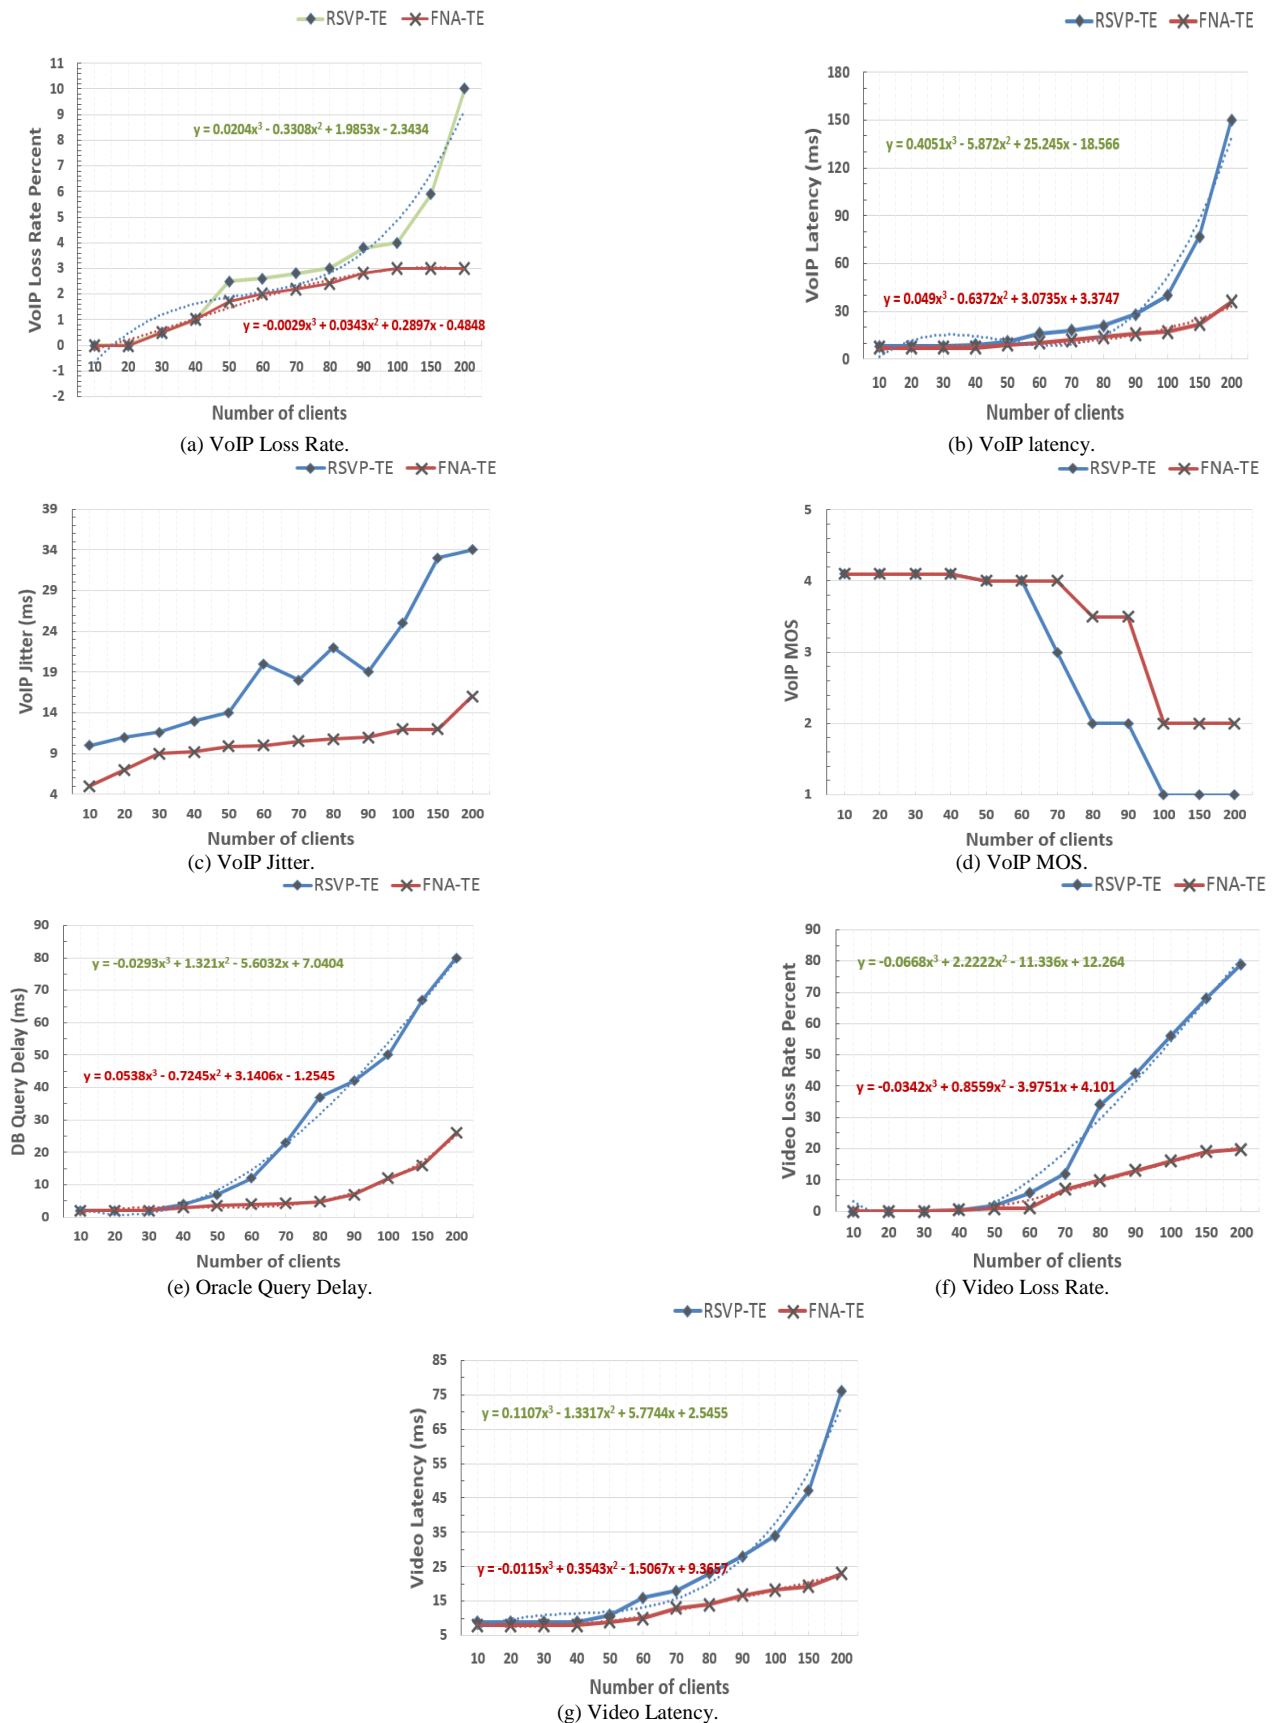 RSVP-TE FNA-TE
11
10
9
8
7
6
5
4
3
2
1
0
-1
-2
VoIP Loss Rate Percent
y = 0.0204x³ - 0.3308x² + 1.9853x - 2.3434
y = -0.0029x³ + 0.0343x² + 0.2897x - 0.4848
10 20 30 40 50 60 70 80 90 100 150 200
Number of clients
(a) VoIP Loss Rate.
RSVP-TE FNA-TE
180
150
120
90
60
30
0
VoIP Latency (ms)
y = 0.4051x³ - 5.872x² + 25.245x - 18.566
y = 0.049x³ - 0.6372x² + 3.0735x + 3.3747
10 20 30 40 50 60 70 80 90 100 150 200
Number of clients
(b) VoIP latency.
RSVP-TE FNA-TE
39
34
29
24
19
14
9
4
VoIP Jitter (ms)
10 20 30 40 50 60 70 80 90 100 150 200
Number of clients
(c) VoIP Jitter.
RSVP-TE FNA-TE
5
4
3
2
1
VoIP MOS
10 20 30 40 50 60 70 80 90 100 150 200
Number of clients
(d) VoIP MOS.
RSVP-TE FNA-TE
90
80
70
60
50
40
30
20
10
0
DB Query Delay (ms)
y = -0.0293x³ + 1.321x² - 5.6032x + 7.0404
y = 0.0538x³ - 0.7245x² + 3.1406x - 1.2545
10 20 30 40 50 60 70 80 90 100 150 200
Number of clients
(e) Oracle Query Delay.
RSVP-TE FNA-TE
90
80
70
60
50
40
30
20
10
0
Video Loss Rate Percent
y = -0.0668x³ + 2.2222x² - 11.336x + 12.264
y = -0.0342x³ + 0.8559x² - 3.9751x + 4.101
10 20 30 40 50 60 70 80 90 100 150 200
Number of clients
(f) Video Loss Rate.
RSVP-TE FNA-TE
85
75
65
55
45
35
25
15
5
Video Latency (ms)
y = 0.1107x³ - 1.3317x² + 5.7744x + 2.5455
y = -0.0115x³ + 0.3543x² - 1.5067x + 9.3657
10 20 30 40 50 60 70 80 90 100 150 200
Number of clients
(g) Video Latency.